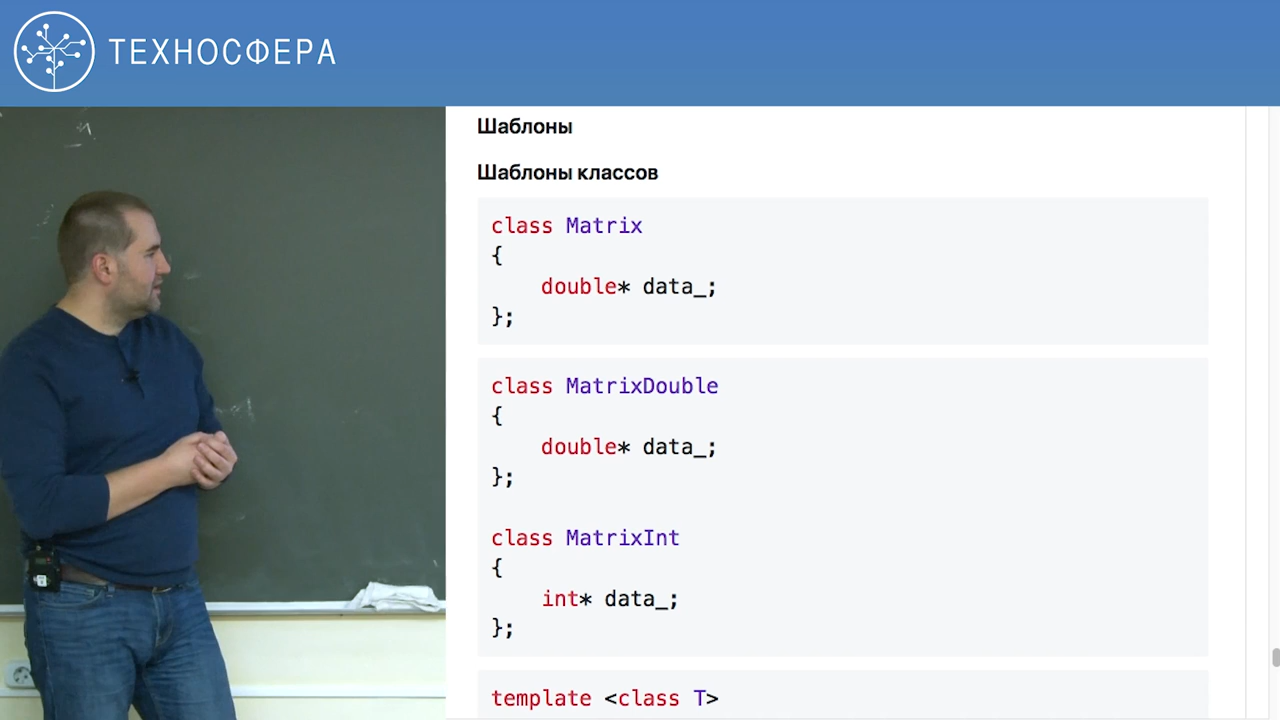 ТЕХНОСФЕРА
Шаблоны
Шаблоны классов
class Matrix
{
    double* data_;
};
class MatrixDouble
{
    double* data_;
};
class MatrixInt
{
    int* data_;
};
template <class T>